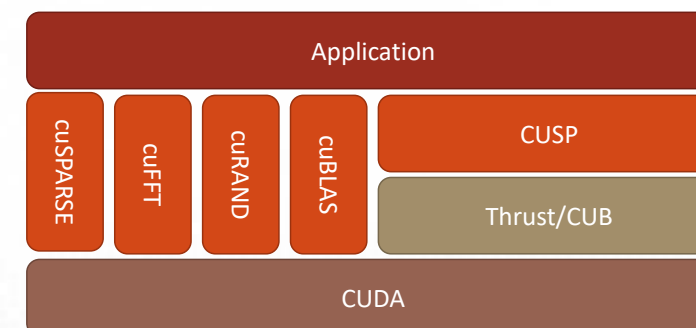 Application
cuSPARSE
cuFFT
cuRAND
cuBLAS
CUSP
Thrust/CUB
CUDA